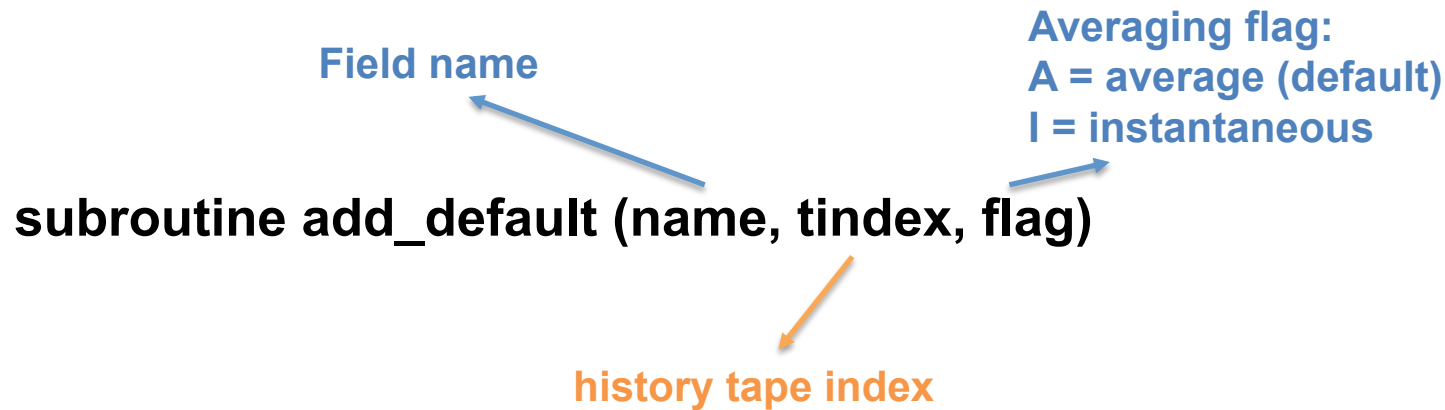 Field name
Averaging flag:
A = average (default)
I = instantaneous
subroutine add_default (name, tindex, flag)
history tape index